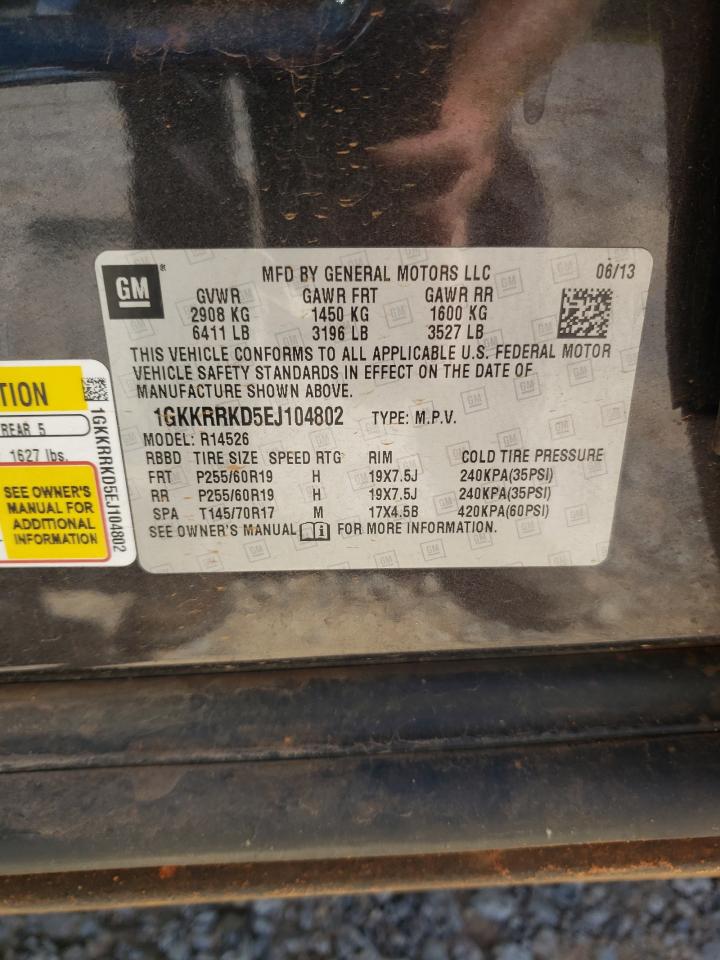 GM®
MFD BY GENERAL MOTORS LLC 06/13
GVWR GAWR FRT GAWR RR
2908 KG 1450 KG 1600 KG
6411 LB 3196 LB 3527 LB
THIS VEHICLE CONFORMS TO ALL APPLICABLE U.S. FEDERAL MOTOR
VEHICLE SAFETY STANDARDS IN EFFECT ON THE DATE OF
MANUFACTURE SHOWN ABOVE.
1GKKRRKD5EJ104802 TYPE: M.P.V.
MODEL: R14526
RBBD TIRE SIZE SPEED RTG RIM COLD TIRE PRESSURE
FRT P255/60R19 H 19X7.5J 240KPA(35PSI)
RR P255/60R19 H 19X7.5J 240KPA(35PSI)
SPA T145/70R17 M 17X4.5B 420KPA(60PSI)
SEE OWNER'S MANUAL FOR MORE INFORMATION.
TION
REAR 5
1627 lbs.
SEE OWNER'S
MANUAL FOR
ADDITIONAL
INFORMATION
1GKKRRKD5EJ104802